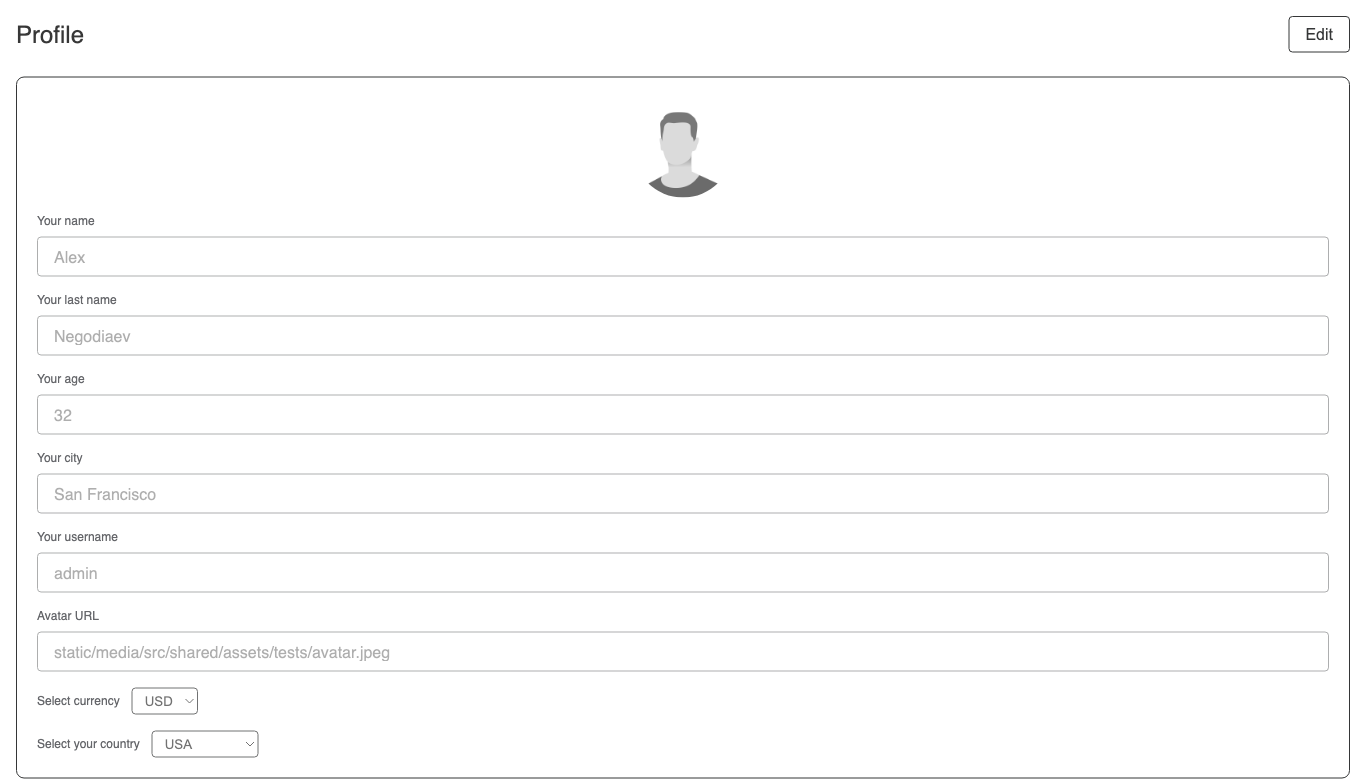 Profile
Edit
Your name
Alex
Your last name
Negodiaev
Your age
32
Your city
San Francisco
Your username
admin
Avatar URL
static/media/src/shared/assets/tests/avatar.jpeg
Select currency USD
Select your country USA